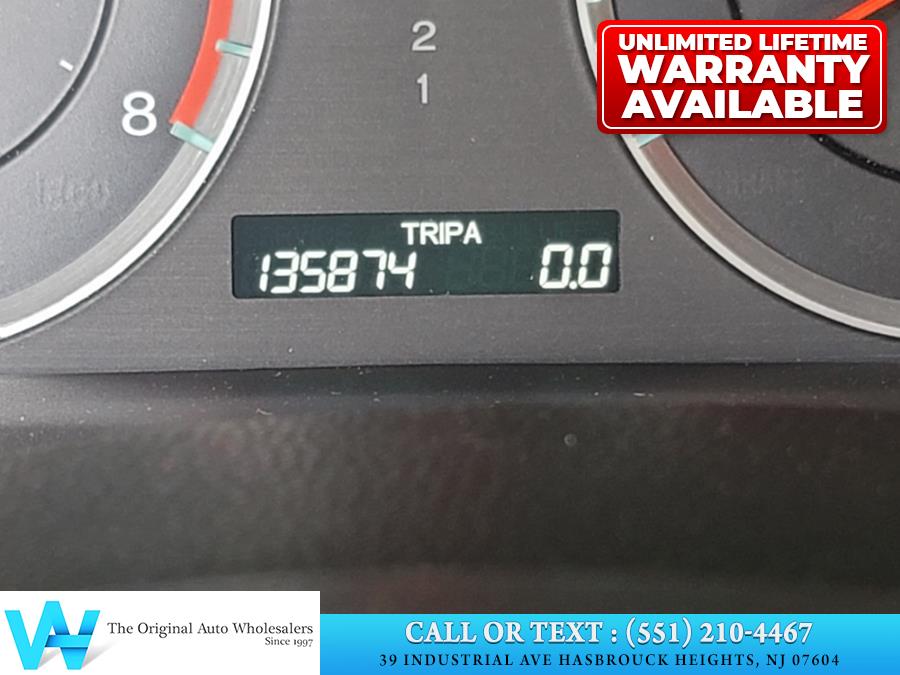 2
1
8
UNLIMITED LIFETIME
WARRANTY
AVAILABLE
TRIPA
135874 0.0
The Original Auto Wholesalers
Since 1997
CALL OR TEXT : (551) 210-4467
39 INDUSTRIAL AVE HASBROUCK HEIGHTS, NJ 07604